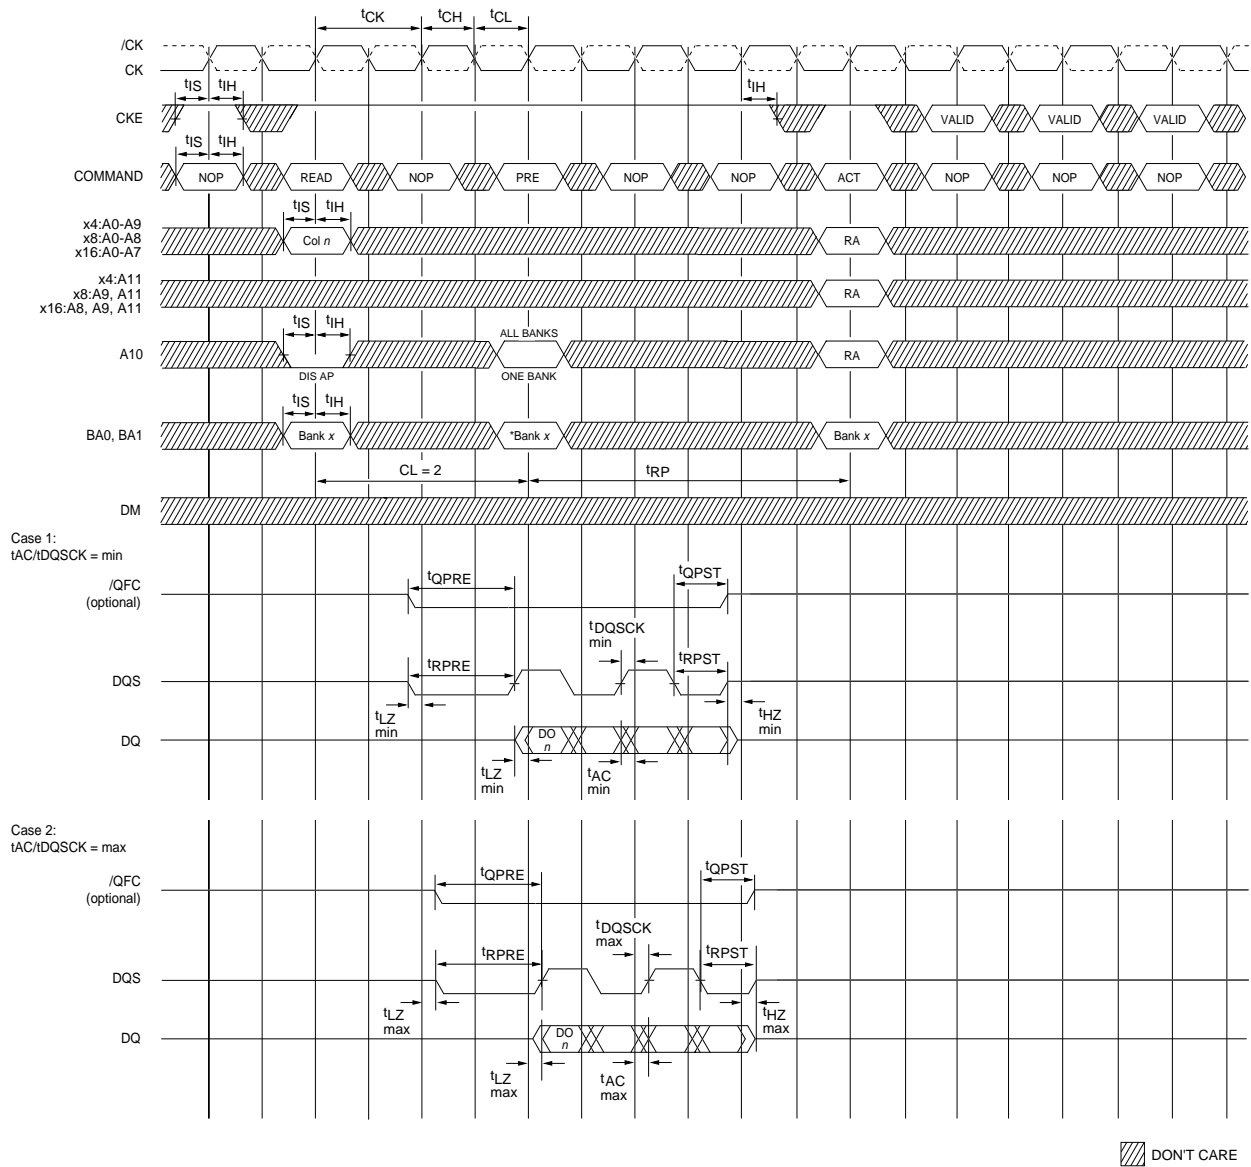 tCK tCH tCL
/CK
CK
tIS tIH tIH
CKE VALID VALID VALID
tIS tIH
COMMAND NOP READ NOP PRE NOP NOP ACT NOP NOP NOP
x4:A0-A9
x8:A0-A8
x16:A0-A7
tIS tIH
Col n RA
x4:A11
x8:A9, A11
x16:A8, A9, A11
RA
tIS tIH ALL BANKS
A10 RA
DIS AP ONE BANK
tIS tIH
BA0, BA1 Bank x *Bank x Bank x
CL = 2 tRP
DM
Case 1:
tAC/tDQSCK = min
/QFC
(optional)
tQPRE tQPST
tDQSCK
min
DQS tRPRE tRPST
tLZ
min
tHZ
min
DQ DO
n
tLZ
min
tAC
min
Case 2:
tAC/tDQSCK = max
/QFC
(optional)
tQPRE tQPST
tDQSCK
max
DQS tRPRE tRPST
tLZ
max
tHZ
max
DQ DO
n
tLZ
max
tAC
max
DON'T CARE